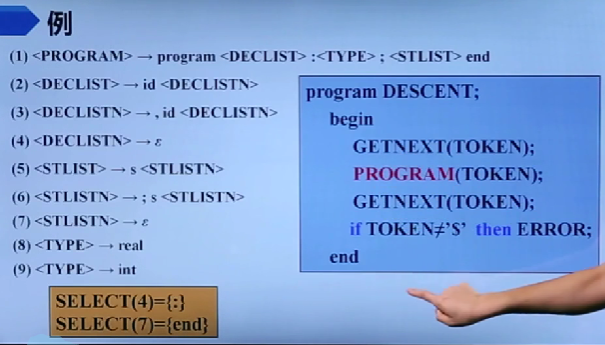 例
(1) <PROGRAM> → program <DECLIST> :<TYPE> ; <STLIST> end
(2) <DECLIST> → id <DECLISTN>
(3) <DECLISTN> → , id <DECLISTN>
(4) <DECLISTN> → ε
(5) <STLIST> → s <STLISTN>
(6) <STLISTN> → ; s <STLISTN>
(7) <STLISTN> → ε
(8) <TYPE> → real
(9) <TYPE> → int
SELECT(4)={:}
SELECT(7)={end}
program DESCENT;
begin
GETNEXT(TOKEN);
PROGRAM(TOKEN);
GETNEXT(TOKEN);
if TOKEN≠’$’ then ERROR;
end